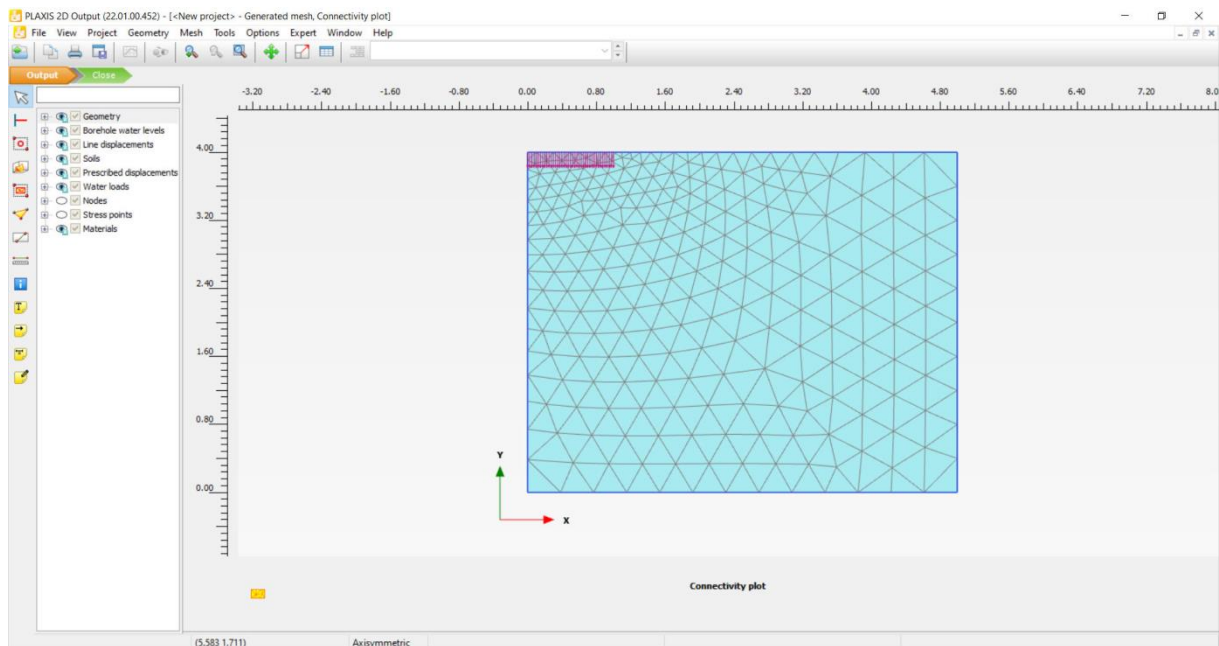 PLAXIS 2D Output (22.01.00.452) - [<New project> - Generated mesh, Connectivity plot]
File View Project Geometry Mesh Tools Options Expert Window Help
Output Close
-3.20 -2.40 -1.60 -0.80 0.00 0.80 1.60 2.40 3.20 4.00 4.80 5.60 6.40 7.20 8.0
Geometry
Borehole water levels
Line displacements
Soils
Prescribed displacements
Water loads
Nodes
Stress points
Materials
4.00
3.20
2.40
1.60
0.80
0.00
Y
X
Connectivity plot
(5.583 1.711) Axisymmetric